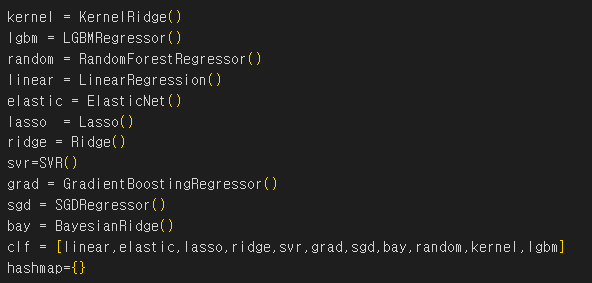 kernel = KernelRidge()
lgbm = LGBMRegressor()
random = RandomForestRegressor()
linear = LinearRegression()
elastic = ElasticNet()
lasso  = Lasso()
ridge = Ridge()
svr=SVR()
grad = GradientBoostingRegressor()
sgd = SGDRegressor()
bay = BayesianRidge()
clf = [linear,elastic,lasso,ridge,svr,grad,sgd,bay,random,kernel,lgbm]
hashmap={}